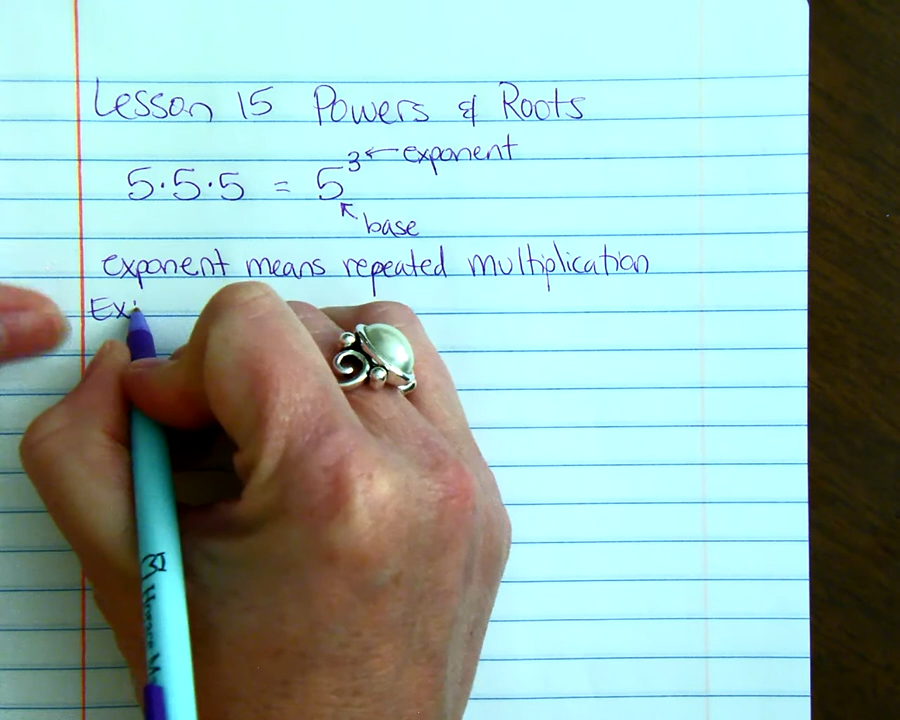 Lesson 15 Powers & Roots
5·5·5 = 5³ ← exponent
↖ base
exponent means repeated multiplication
Ex: